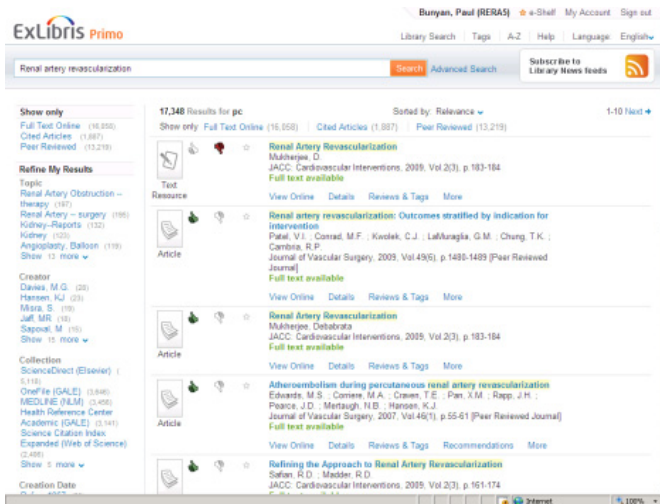 Bunyan, Paul (RERA5) e-Shelf My Account Sign out
ExLibris Primo
Library Search Tags A-Z Help Language: English
Renal artery revascularization
Search Advanced Search
Subscribe to
Library News feeds
Show only
Full Text Online (16,858)
Cited Articles (1,887)
Peer Reviewed (13,219)
Refine My Results
Topic
Renal Artery Obstruction --
therapy (197)
Renal Artery -- surgery (195)
Kidney--Reports (132)
Kidney (123)
Angioplasty, Balloon (119)
Show 13 more
Creator
Davies, M G. (28)
Hansen, KJ (23)
Misra, S. (19)
Jaff, MR (18)
Sapoval, M (15)
Show 15 more
Collection
ScienceDirect (Elsevier) (
5,118)
OneFile (GALE) (3,646)
MEDLINE (NLM) (3,456)
Health Reference Center
Academic (GALE) (3,141)
Science Citation Index
Expanded (Web of Science)
(2,486)
Show 5 more
Creation Date
17,348 Results for pc
Sorted by: Relevance
1-10 Next
Show only Full Text Online (16,858) Cited Articles (1,887) Peer Reviewed (13,219)
Text
Resource
Renal Artery Revascularization
Mukherjee, D.
JACC: Cardiovascular Interventions, 2009, Vol.2(3), p.183-184
Full text available
View Online Details Reviews & Tags More
Article
Renal artery revascularization: Outcomes stratified by indication for
intervention
Patel, V.I. ; Conrad, M.F. ; Kwolek, C.J. ; LaMuraglia, G.M. ; Chung, T.K. ;
Cambria, R.P.
Journal of Vascular Surgery, 2009, Vol.49(6), p.1480-1489 [Peer Reviewed
Journal]
Full text available
View Online Details Reviews & Tags More
Article
Renal Artery Revascularization
Mukherjee, Debabrata
JACC: Cardiovascular Interventions, 2009, Vol.2(3), p.183-184
Full text available
View Online Details Reviews & Tags More
Article
Atheroembolism during percutaneous renal artery revascularization
Edwards, M.S. ; Corriere, M.A. ; Craven, T.E. ; Pan, X.M. ; Rapp, J.H. ;
Pearce, J.D. ; Mertaugh, N.B. ; Hansen, K.J.
Journal of Vascular Surgery, 2007, Vol.46(1), p.55-61 [Peer Reviewed Journal]
Full text available
View Online Details Reviews & Tags Recommendations More
Refining the Approach to Renal Artery Revascularization
Safian, R.D. ; Madder, R.D.
JACC: Cardiovascular Interventions, 2009, Vol.2(3), p.161-174
Internet 100%